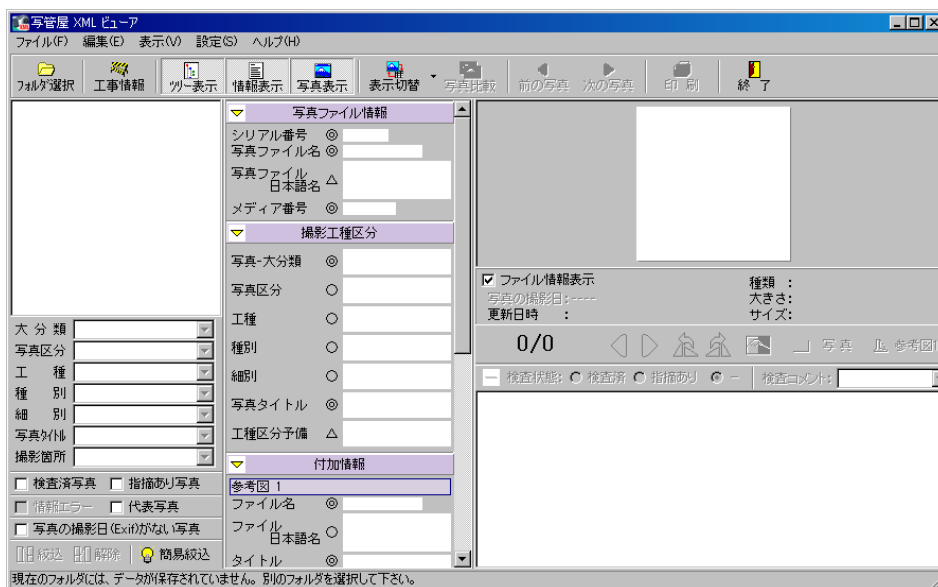 写管屋 XML ビューア
ファイル(F) 編集(E) 表示(V) 設定(S) ヘルプ(H)
フォルダ選択 工事情報 ツリー表示 情報表示 写真表示 表示切替 写真比較 前の写真 次の写真 印 刷 終 了
写真ファイル情報
シリアル番号 ◎
写真ファイル名 ◎
写真ファイル
日本語名 △
メディア番号 ◎
撮影工種区分
写真-大分類 ◎
写真区分 ○
工種 ○
種別 ○
細別 ○
写真タイトル ◎
工種区分予備 △
付加情報
参考図 1
ファイル名 ◎
ファイル
日本語名 ○
タイトル ◎
大 分 類
写真区分
工 種
種 別
細 別
写真タイトル
撮影箇所
検査済写真 指摘あり写真
情報エラー 代表写真
写真の撮影日(Exif)がない写真
絞込 解除 簡易絞込
ファイル情報表示
写真の撮影日:----
更新日時 :
種類 :
大きさ:
サイズ:
0/0 写 真 参考図1
検査状態: 検査済 指摘あり − 検査コメント:
現在のフォルダには、データが保存されていません。別のフォルダを選択して下さい。